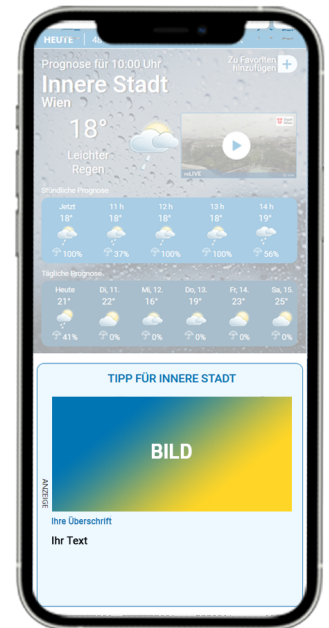 HEUTE
Prognose für 10:00 Uhr
Zu Favoriten
hinzufügen
Innere Stadt
Wien
18°
Leichter
Regen
Stündliche Prognose
Jetzt 11 h 12 h 13 h 14 h
18° 18° 18° 18° 19°
100% 37% 100% 100% 56%
Tägliche Prognose
Heute Di, 11. Mi, 12. Do, 13. Fr, 14. Sa, 15.
21° 22° 16° 19° 23° 25°
41% 0% 0% 0% 0% 0%
TIPP FÜR INNERE STADT
BILD
ANZEIGE
Ihre Überschrift
Ihr Text